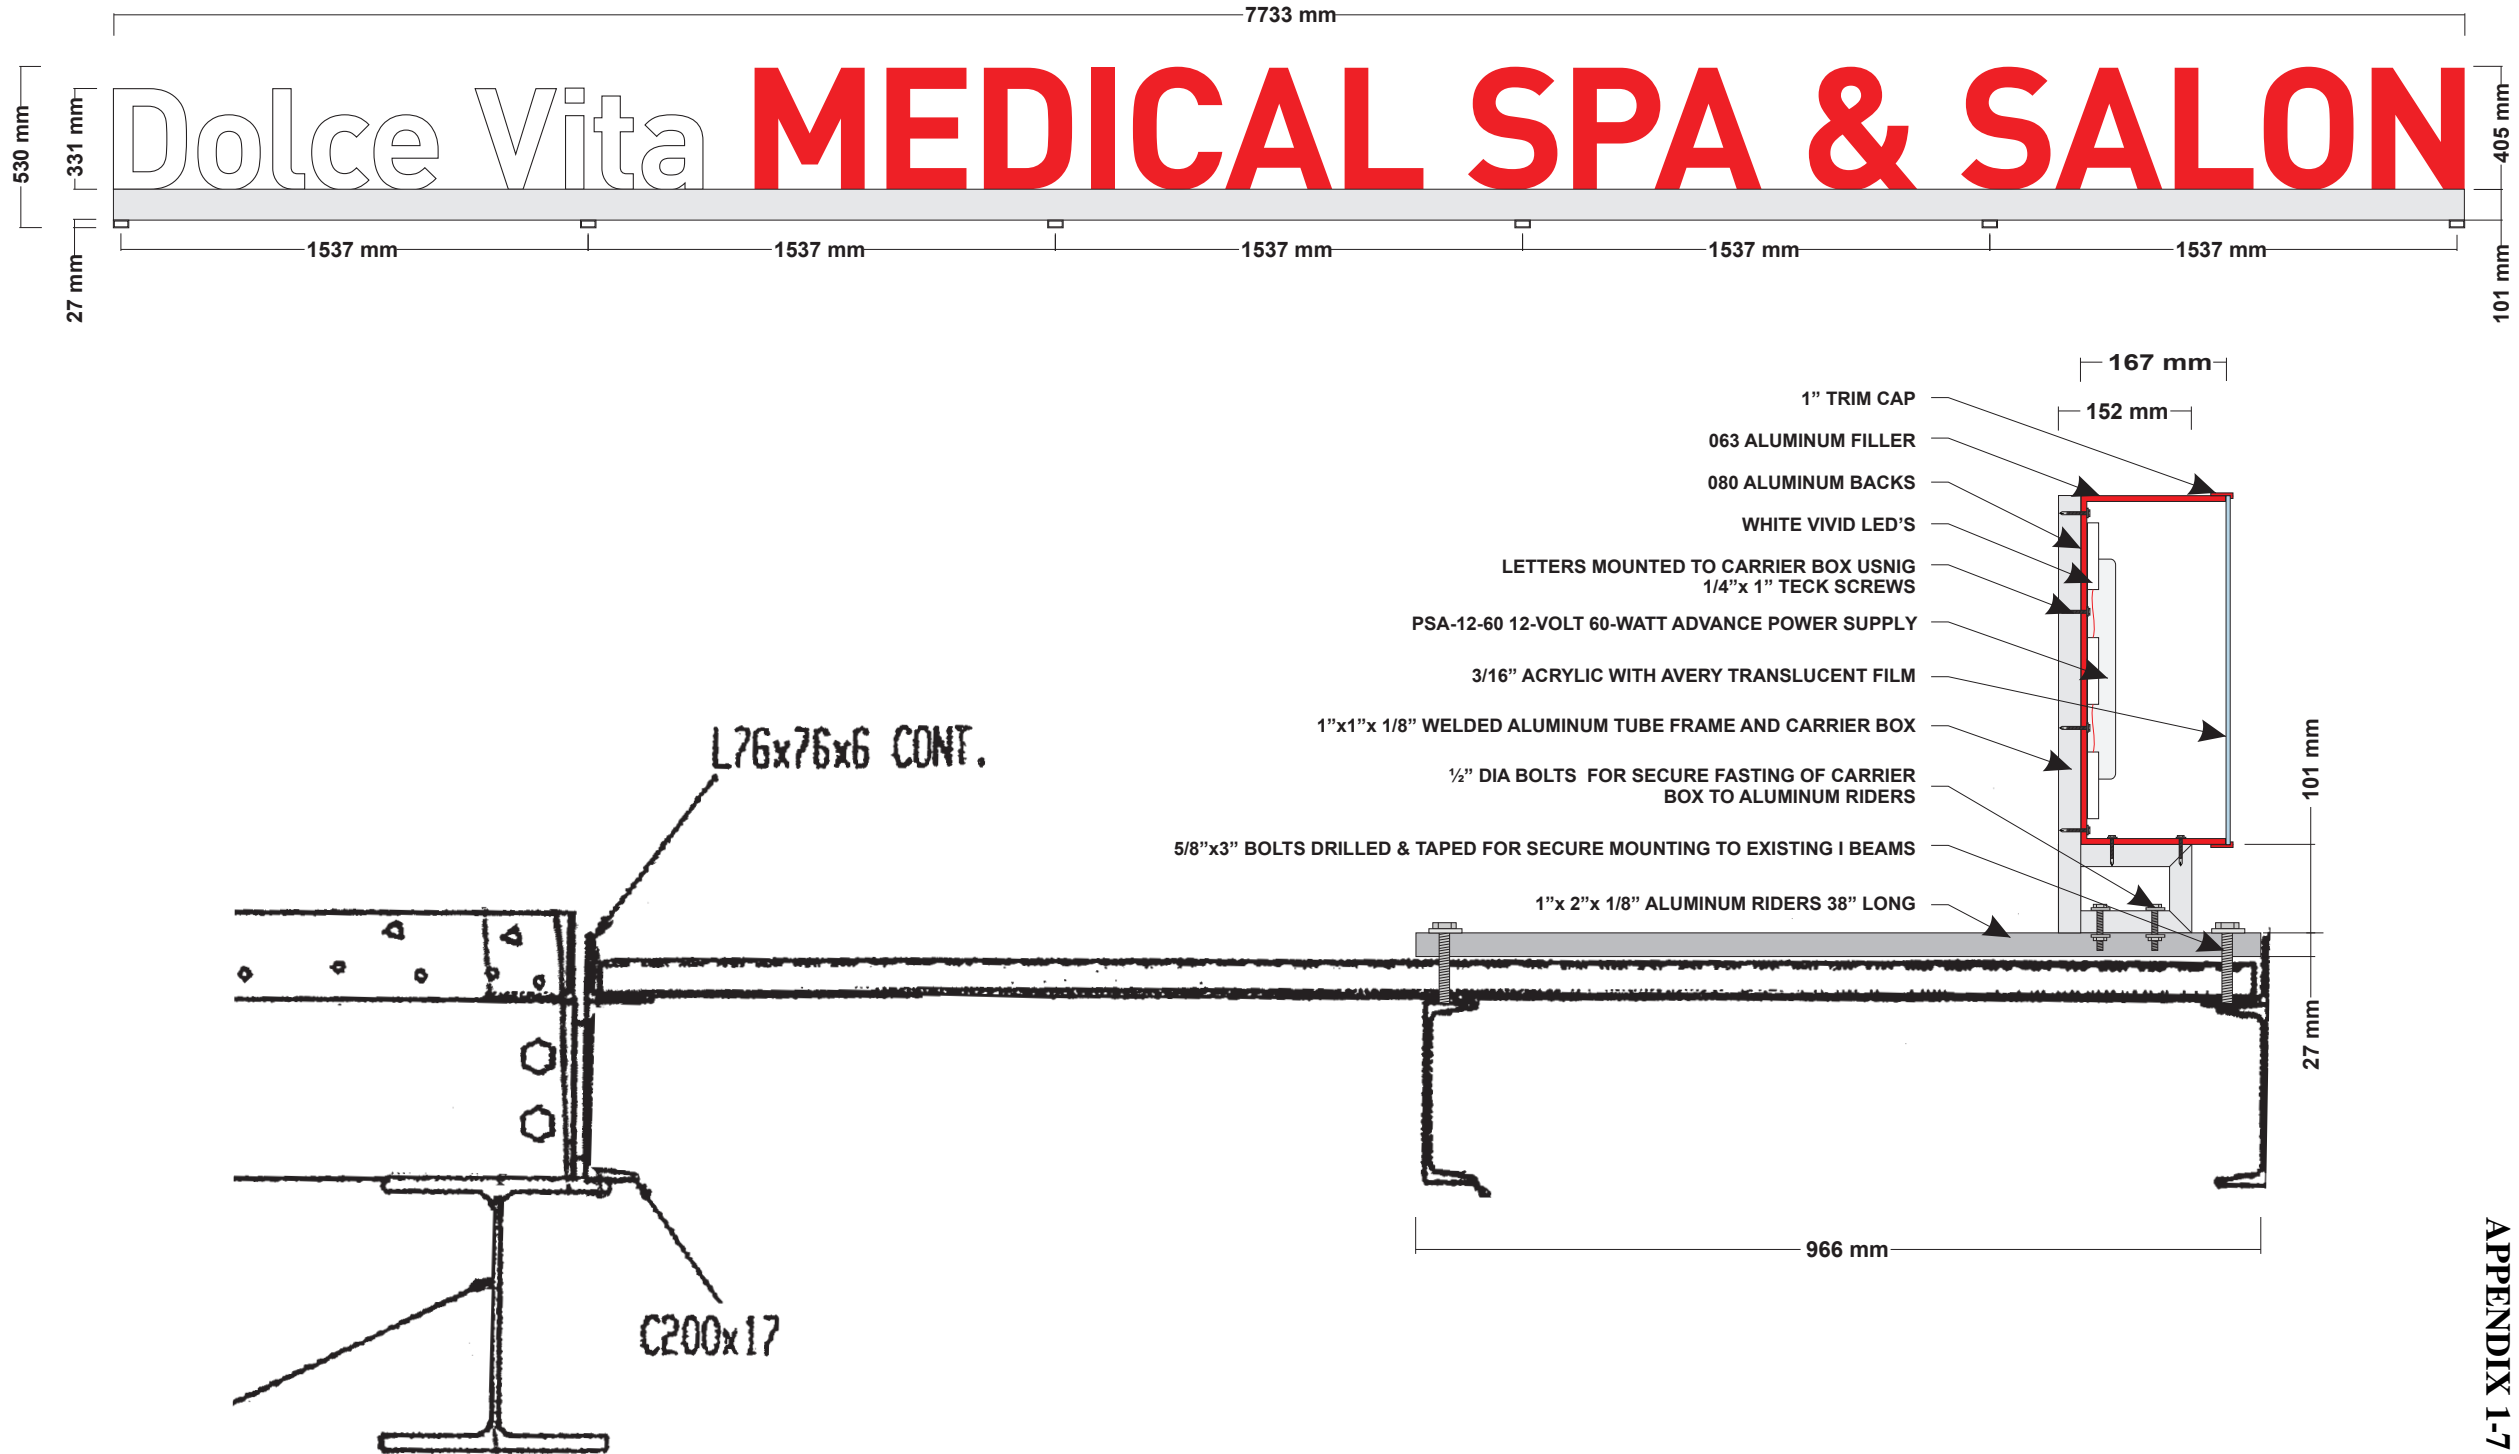 7733 mm
530 mm
331 mm
Dolce Vita MEDICAL SPA & SALON
405 mm
27 mm
1537 mm
1537 mm
1537 mm
1537 mm
1537 mm
101 mm
167 mm
152 mm
1” TRIM CAP
063 ALUMINUM FILLER
080 ALUMINUM BACKS
WHITE VIVID LED’S
LETTERS MOUNTED TO CARRIER BOX USNIG
1/4”x 1” TECK SCREWS
PSA-12-60 12-VOLT 60-WATT ADVANCE POWER SUPPLY
3/16” ACRYLIC WITH AVERY TRANSLUCENT FILM
1”x1”x 1/8” WELDED ALUMINUM TUBE FRAME AND CARRIER BOX
½” DIA BOLTS FOR SECURE FASTING OF CARRIER
BOX TO ALUMINUM RIDERS
5/8”x3” BOLTS DRILLED & TAPED FOR SECURE MOUNTING TO EXISTING I BEAMS
1”x 2”x 1/8” ALUMINUM RIDERS 38” LONG
101 mm
27 mm
L76x76x6 CONT.
C200x17
966 mm
APPENDIX 1-7